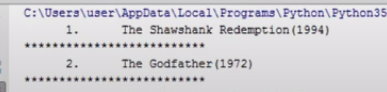 C:\Users\user\AppData\Local\Programs\Python\Python35
1. The Shawshank Redemption(1994)
**************************
2. The Godfather(1972)
**************************